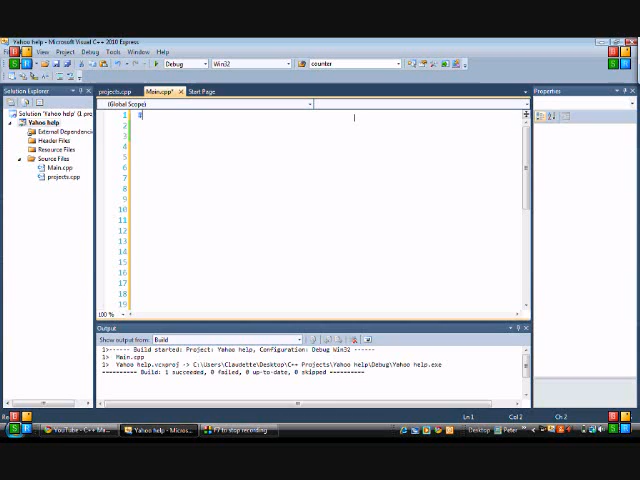 Yahoo help - Microsoft Visual C++ 2010 Express
View Project Debug Tools Window Help
Debug Win32 counter
Solution Explorer
projects.cpp Main.cpp* × Start Page
Properties
(Global Scope)
Solution 'Yahoo help' (1 proj
Yahoo help
External Dependenc
Header Files
Resource Files
Source Files
Main.cpp
projects.cpp
1 #
2
3
4
5
6
7
8
9
10
11
12
13
14
15
16
17
18
19
100 %
Output
Show output from: Build
1>------ Build started: Project: Yahoo help, Configuration: Debug Win32 ------
1> Main.cpp
1> Yahoo help.vcxproj -> C:\Users\Claudette\Desktop\C++ Projects\Yahoo help\Debug\Yahoo help.exe
========== Build: 1 succeeded, 0 failed, 0 up-to-date, 0 skipped ==========
Ln 1 Col 2 Ch 2
YouTube - C++ Ma... Yahoo help - Micros... F7 to stop recording Desktop Peter